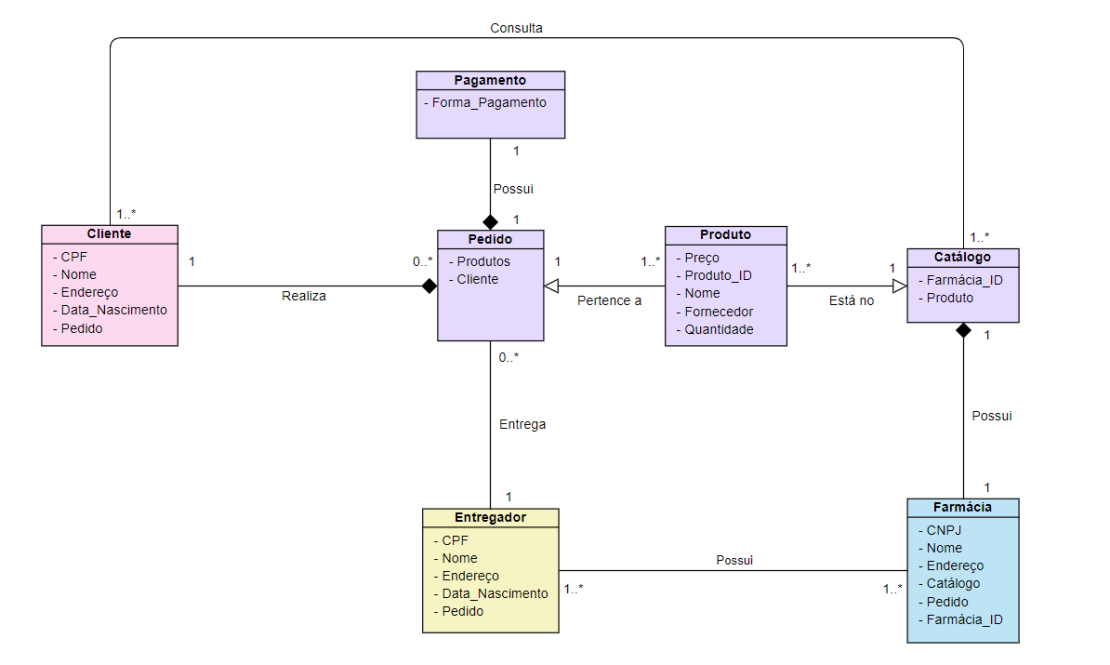 Consulta
Pagamento
- Forma_Pagamento
1
Possui
1
1..*
Cliente
- CPF
- Nome
- Endereço
- Data_Nascimento
- Pedido
1
Realiza
0..*
Pedido
- Produtos
- Cliente
1
Pertence a
1..*
Produto
- Preço
- Produto_ID
- Nome
- Fornecedor
- Quantidade
1..*
Está no
1
1..*
Catálogo
- Farmácia_ID
- Produto
1
Possui
1
0..*
Entrega
1
Entregador
- CPF
- Nome
- Endereço
- Data_Nascimento
- Pedido
1..*
Possui
1..*
Farmácia
- CNPJ
- Nome
- Endereço
- Catálogo
- Pedido
- Farmácia_ID